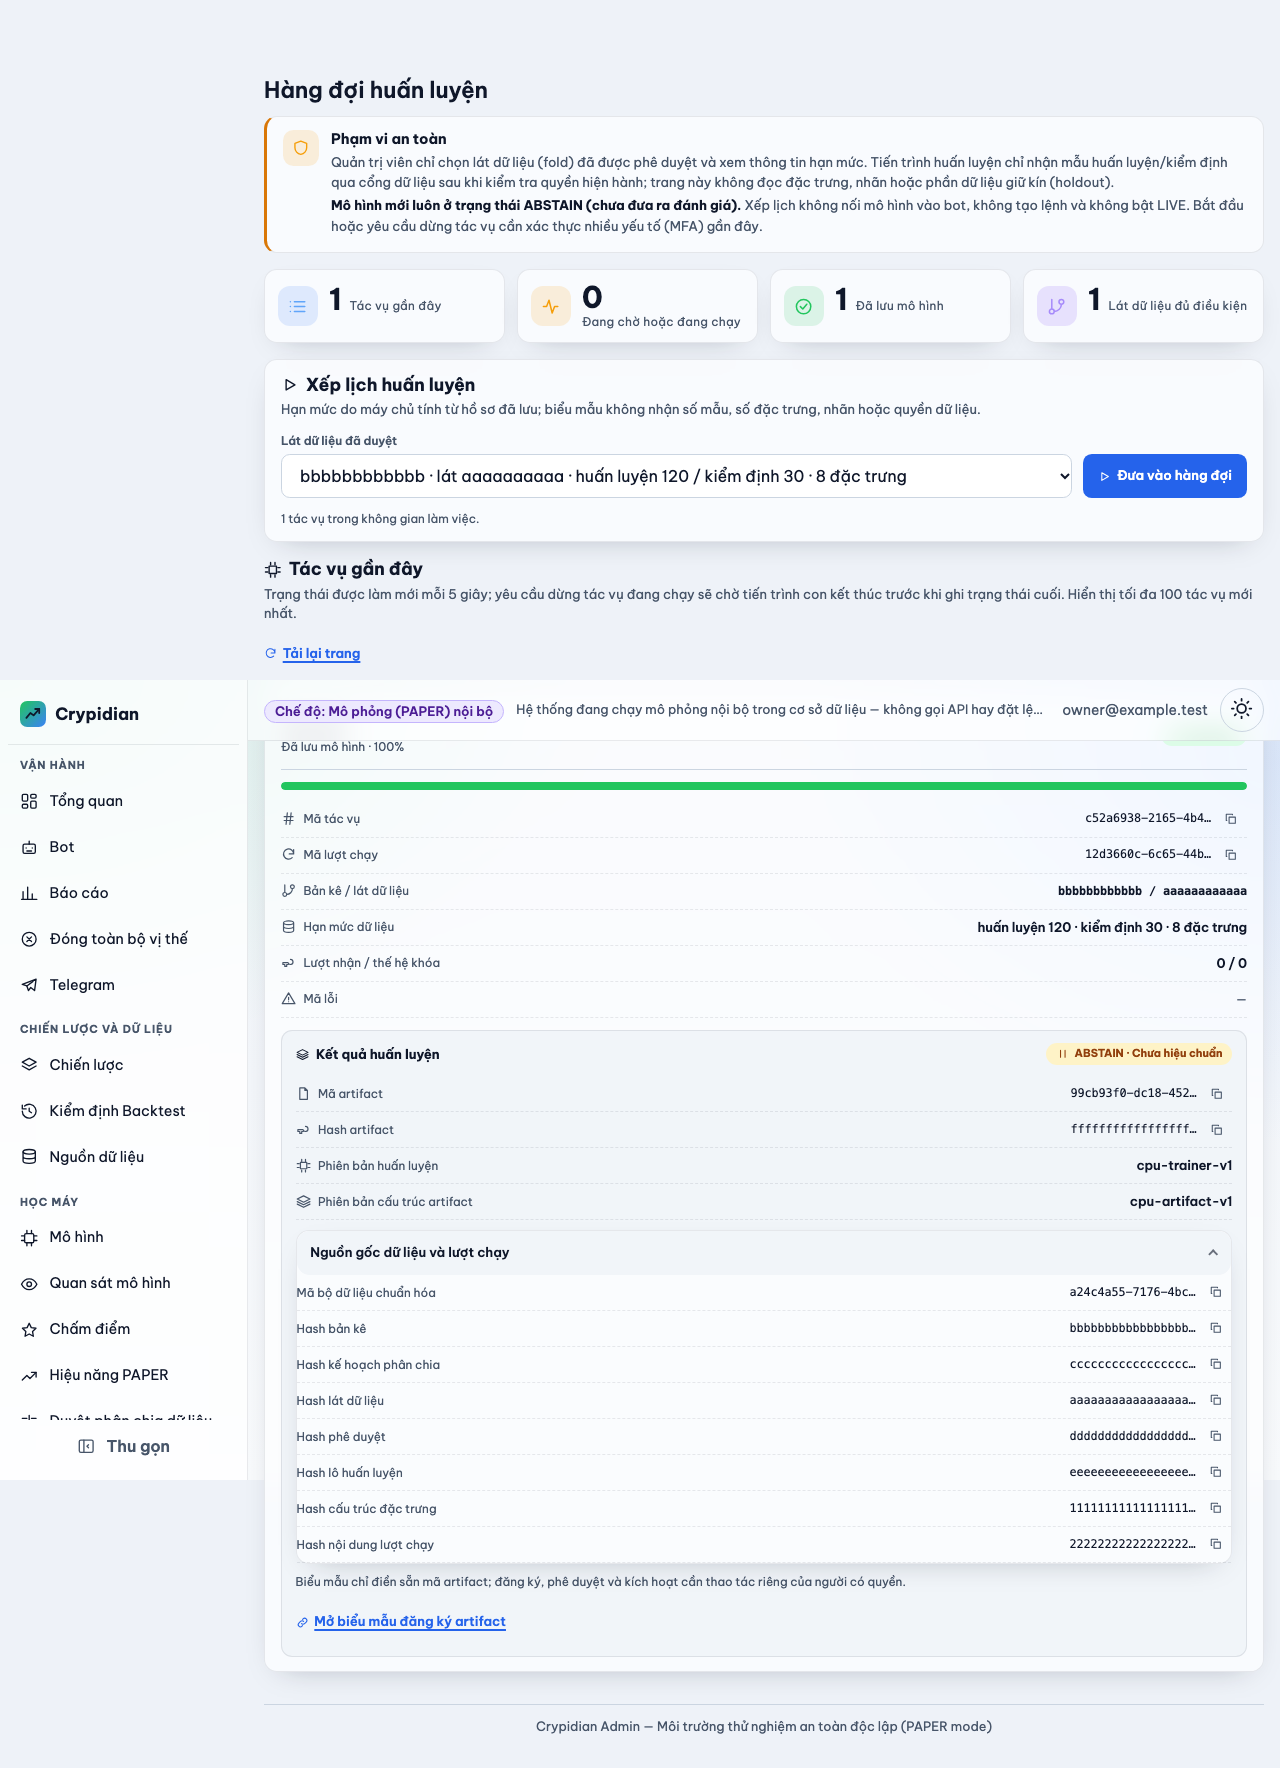 Hàng đợi huấn luyện
Phạm vi an toàn
Quản trị viên chỉ chọn lát dữ liệu (fold) đã được phê duyệt và xem thông tin hạn mức. Tiến trình huấn luyện chỉ nhận mẫu huấn luyện/kiểm định
qua cổng dữ liệu sau khi kiểm tra quyền hiện hành; trang này không đọc đặc trưng, nhãn hoặc phần dữ liệu giữ kín (holdout).
Mô hình mới luôn ở trạng thái ABSTAIN (chưa đưa ra đánh giá). Xếp lịch không nối mô hình vào bot, không tạo lệnh và không bật LIVE. Bắt đầu
hoặc yêu cầu dừng tác vụ cần xác thực nhiều yếu tố (MFA) gần đây.
1 Tác vụ gần đây
0
Đang chờ hoặc đang chạy
1 Đã lưu mô hình
1 Lát dữ liệu đủ điều kiện
Xếp lịch huấn luyện
Hạn mức do máy chủ tính từ hồ sơ đã lưu; biểu mẫu không nhận số mẫu, số đặc trưng, nhãn hoặc quyền dữ liệu.
Lát dữ liệu đã duyệt
bbbbbbbbbbbb · lát aaaaaaaaaa · huấn luyện 120 / kiểm định 30 · 8 đặc trưng
Đưa vào hàng đợi
1 tác vụ trong không gian làm việc.
Tác vụ gần đây
Trạng thái được làm mới mỗi 5 giây; yêu cầu dừng tác vụ đang chạy sẽ chờ tiến trình con kết thúc trước khi ghi trạng thái cuối. Hiển thị tối đa 100 tác vụ mới
nhất.
Tải lại trang
Crypidian
VẬN HÀNH
Tổng quan
Bot
Báo cáo
Đóng toàn bộ vị thế
Telegram
CHIẾN LƯỢC VÀ DỮ LIỆU
Chiến lược
Kiểm định Backtest
Nguồn dữ liệu
HỌC MÁY
Mô hình
Quan sát mô hình
Chấm điểm
Hiệu năng PAPER
Duyệt phân chia dữ liệu
Thu gọn
Chế độ: Mô phỏng (PAPER) nội bộ
Hệ thống đang chạy mô phỏng nội bộ trong cơ sở dữ liệu — không gọi API hay đặt lệ...
owner@example.test
Đã lưu mô hình · 100%
Mã tác vụ c52a6938-2165-4b4…
Mã lượt chạy 12d3660c-6c65-44b…
Bản kê / lát dữ liệu bbbbbbbbbbbb / aaaaaaaaaaaa
Hạn mức dữ liệu huấn luyện 120 · kiểm định 30 · 8 đặc trưng
Lượt nhận / thế hệ khóa 0 / 0
Mã lỗi —
Kết quả huấn luyện
ABSTAIN · Chưa hiệu chuẩn
Mã artifact 99cb93f0-dc18-452…
Hash artifact fffffffffffffffff…
Phiên bản huấn luyện cpu-trainer-v1
Phiên bản cấu trúc artifact cpu-artifact-v1
Nguồn gốc dữ liệu và lượt chạy
Mã bộ dữ liệu chuẩn hóa a24c4a55-7176-4bc…
Hash bản kê bbbbbbbbbbbbbbbbb…
Hash kế hoạch phân chia ccccccccccccccccc…
Hash lát dữ liệu aaaaaaaaaaaaaaaaa…
Hash phê duyệt ddddddddddddddddd…
Hash lô huấn luyện eeeeeeeeeeeeeeeee…
Hash cấu trúc đặc trưng 11111111111111111…
Hash nội dung lượt chạy 22222222222222222…
Biểu mẫu chỉ điền sẵn mã artifact; đăng ký, phê duyệt và kích hoạt cần thao tác riêng của người có quyền.
Mở biểu mẫu đăng ký artifact
Crypidian Admin — Môi trường thử nghiệm an toàn độc lập (PAPER mode)